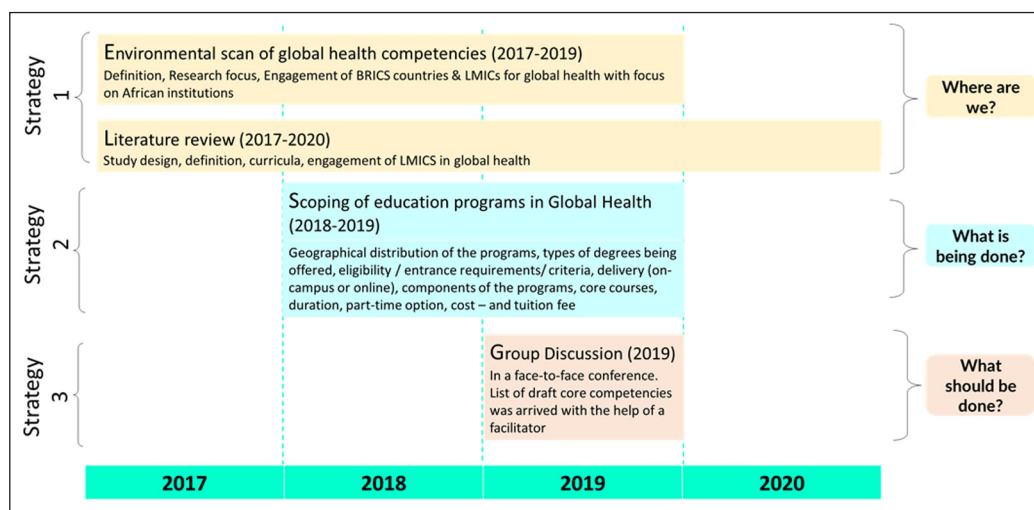 Strategy
1
Environmental scan of global health competencies (2017-2019)
Definition, Research focus, Engagement of BRICS countries & LMICs for global health with focus
on African institutions
Literature review (2017-2020)
Study design, definition, curricula, engagement of LMICS in global health
Where are
we?
Strategy
2
Scoping of education programs in Global Health
(2018-2019)
Geographical distribution of the programs, types of degrees being
offered, eligibility / entrance requirements/ criteria, delivery (on-
campus or online), components of the programs, core courses,
duration, part-time option, cost – and tuition fee
What is
being done?
Strategy
3
Group Discussion (2019)
In a face-to-face conference.
List of draft core competencies
was arrived with the help of a
facilitator
What
should be
done?
2017
2018
2019
2020